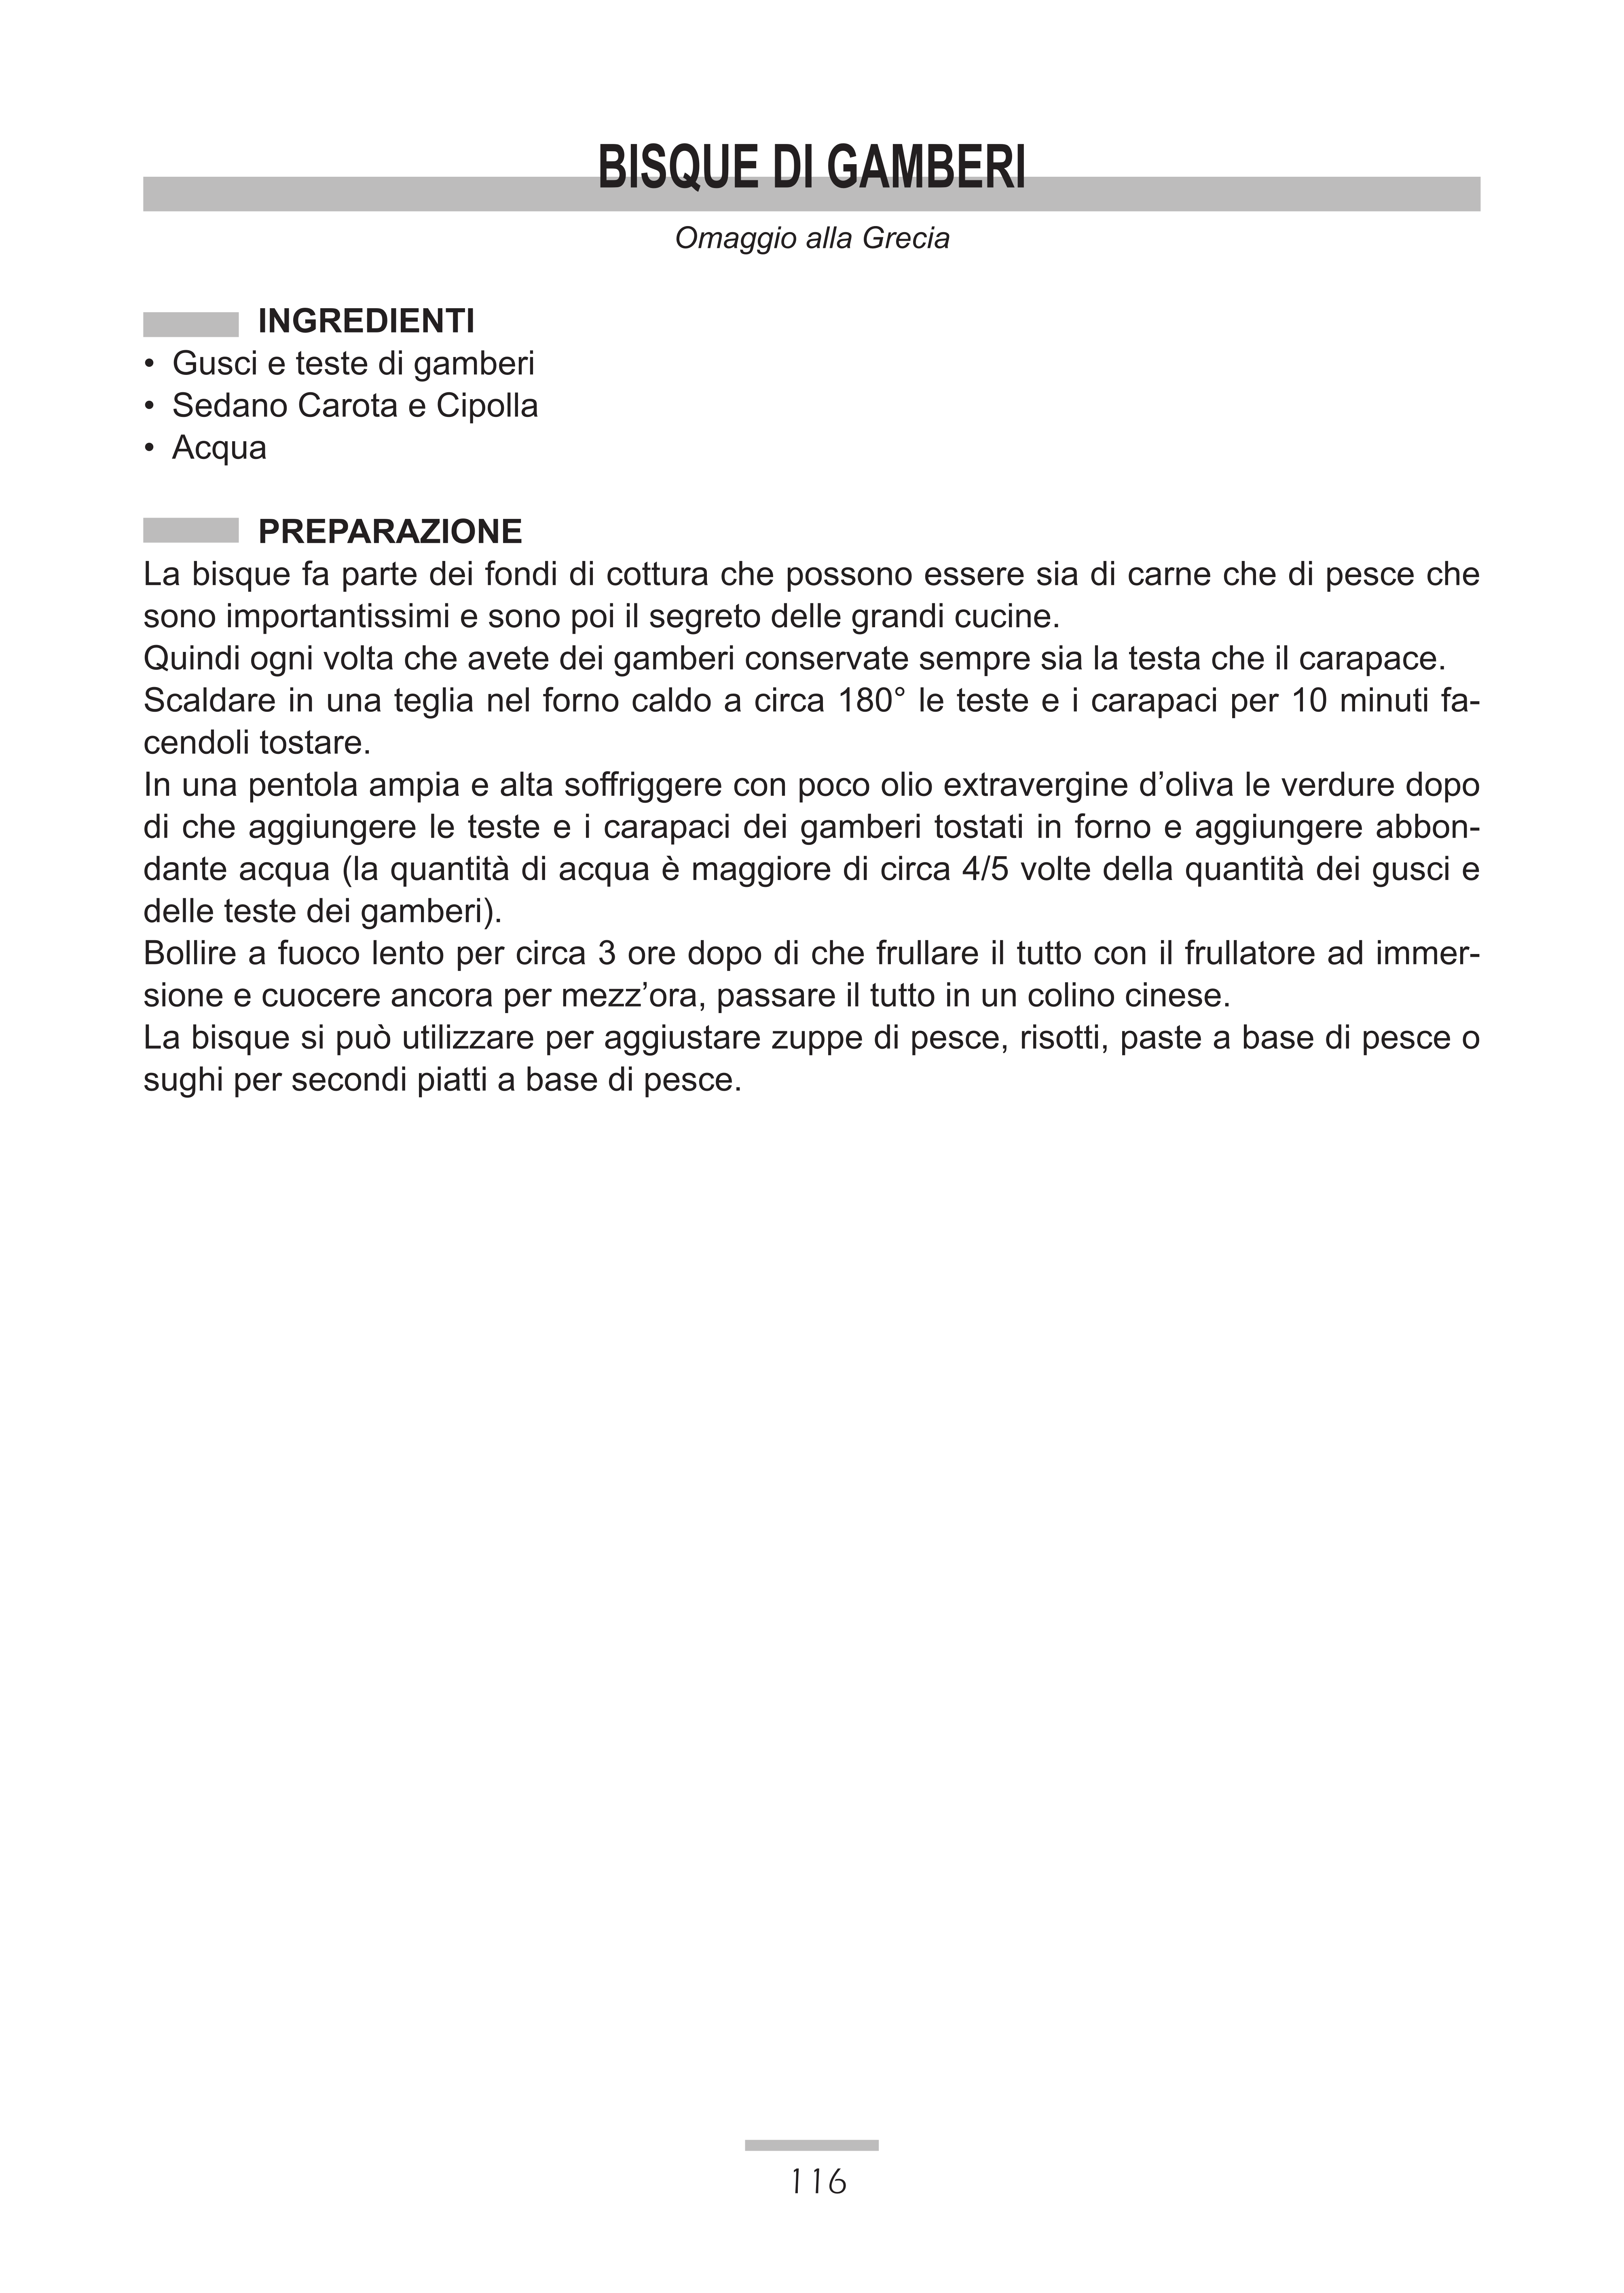 BISQUE DI GAMBERI
Omaggio alla Grecia
INGREDIENTI
• Gusci e teste di gamberi
• Sedano Carota e Cipolla
• Acqua
PREPARAZIONE
La bisque fa parte dei fondi di cottura che possono essere sia di carne che di pesce che
sono importantissimi e sono poi il segreto delle grandi cucine.
Quindi ogni volta che avete dei gamberi conservate sempre sia la testa che il carapace.
Scaldare in una teglia nel forno caldo a circa 180° le teste e i carapaci per 10 minuti fa-
cendoli tostare.
In una pentola ampia e alta soffriggere con poco olio extravergine d’oliva le verdure dopo
di che aggiungere le teste e i carapaci dei gamberi tostati in forno e aggiungere abbon-
dante acqua (la quantità di acqua è maggiore di circa 4/5 volte della quantità dei gusci e
delle teste dei gamberi).
Bollire a fuoco lento per circa 3 ore dopo di che frullare il tutto con il frullatore ad immer-
sione e cuocere ancora per mezz’ora, passare il tutto in un colino cinese.
La bisque si può utilizzare per aggiustare zuppe di pesce, risotti, paste a base di pesce o
sughi per secondi piatti a base di pesce.
116